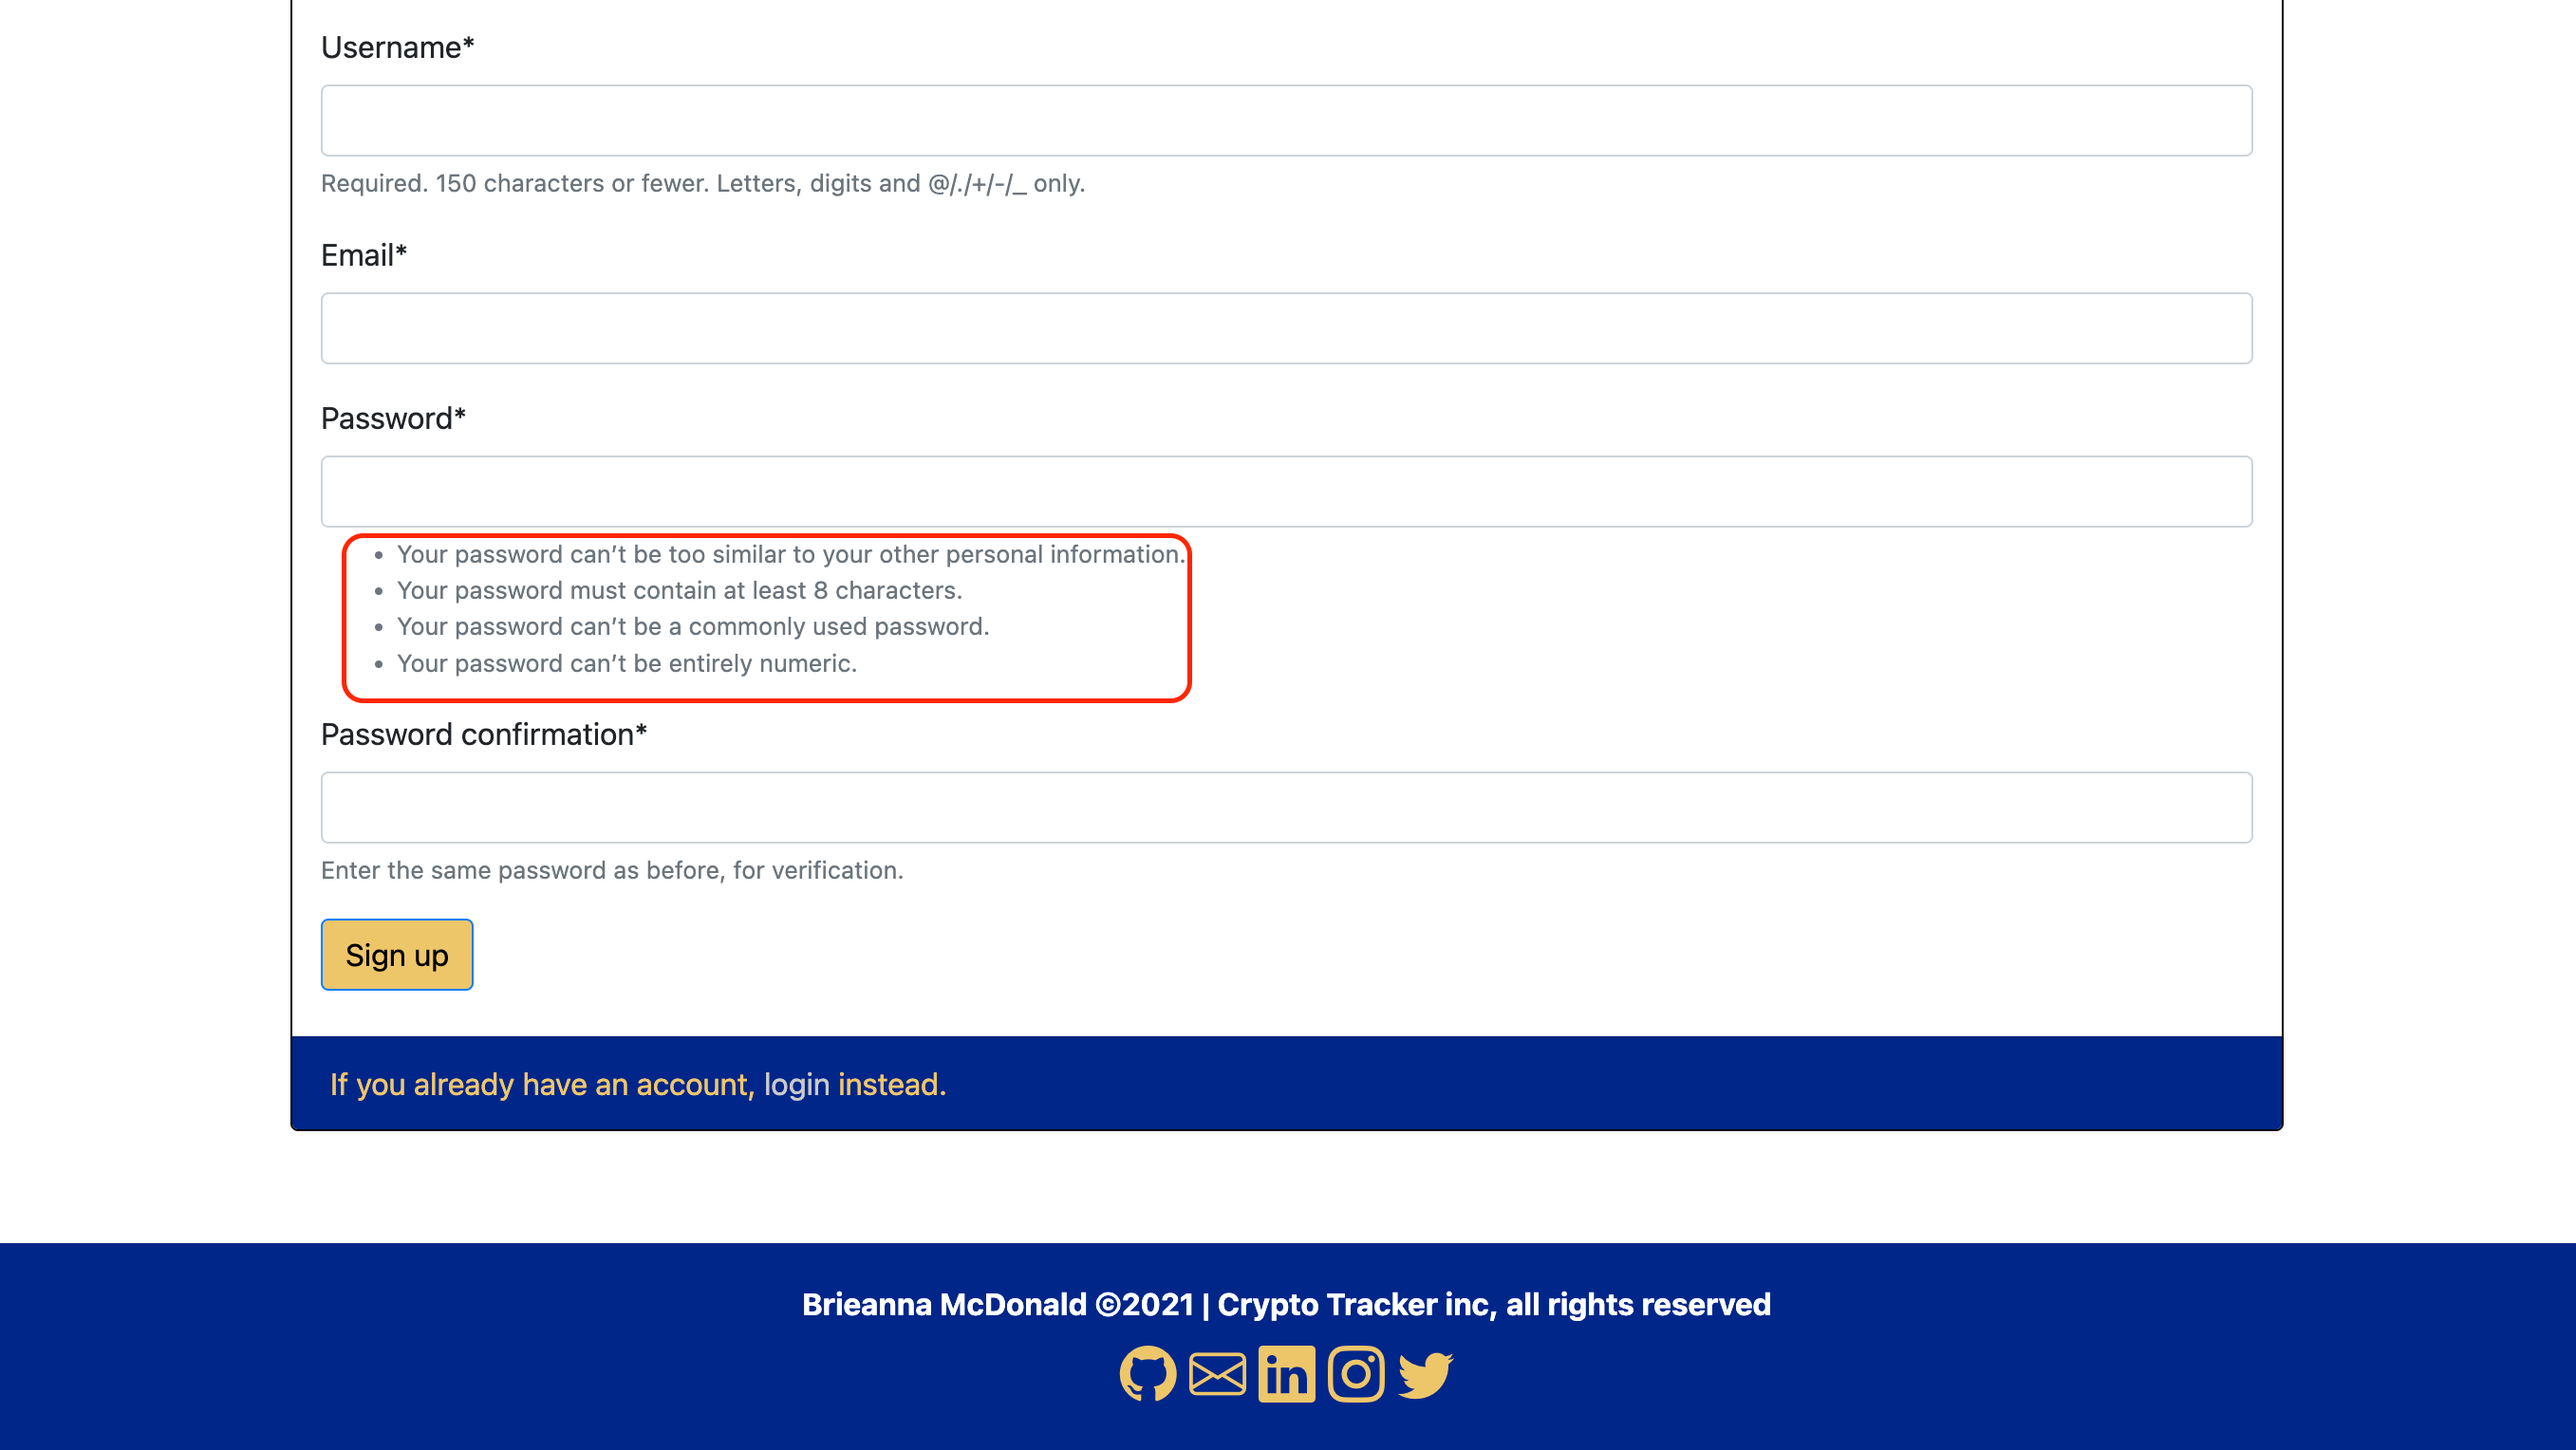 Username*
Required. 150 characters or fewer. Letters, digits and @/./+/-/_ only.
Email*
Password*
• Your password can’t be too similar to your other personal information.
• Your password must contain at least 8 characters.
• Your password can’t be a commonly used password.
• Your password can’t be entirely numeric.
Password confirmation*
Enter the same password as before, for verification.
Sign up
If you already have an account, login instead.
Brieanna McDonald ©2021 | Crypto Tracker inc, all rights reserved
in